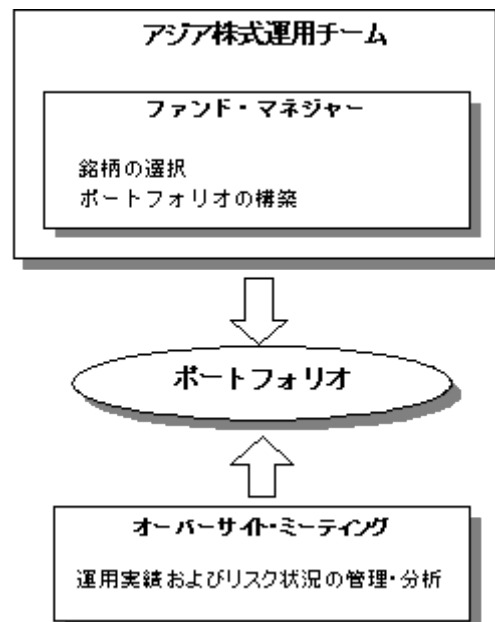 アジア株式運用チーム
ファンド・マネジャー
銘柄の選択
ポートフォリオの構築
ポートフォリオ
オーバーサイト・ミーティング
運用実績およびリスク状況の管理・分析